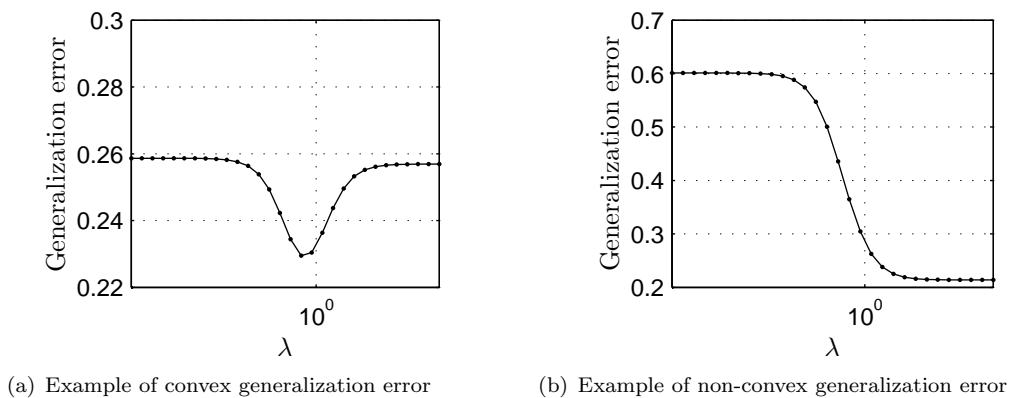 0.3
0.28
0.26
0.24
0.22
Generalization error
10^0
λ
(a) Example of convex generalization error
0.7
0.6
0.5
0.4
0.3
0.2
Generalization error
10^0
λ
(b) Example of non-convex generalization error